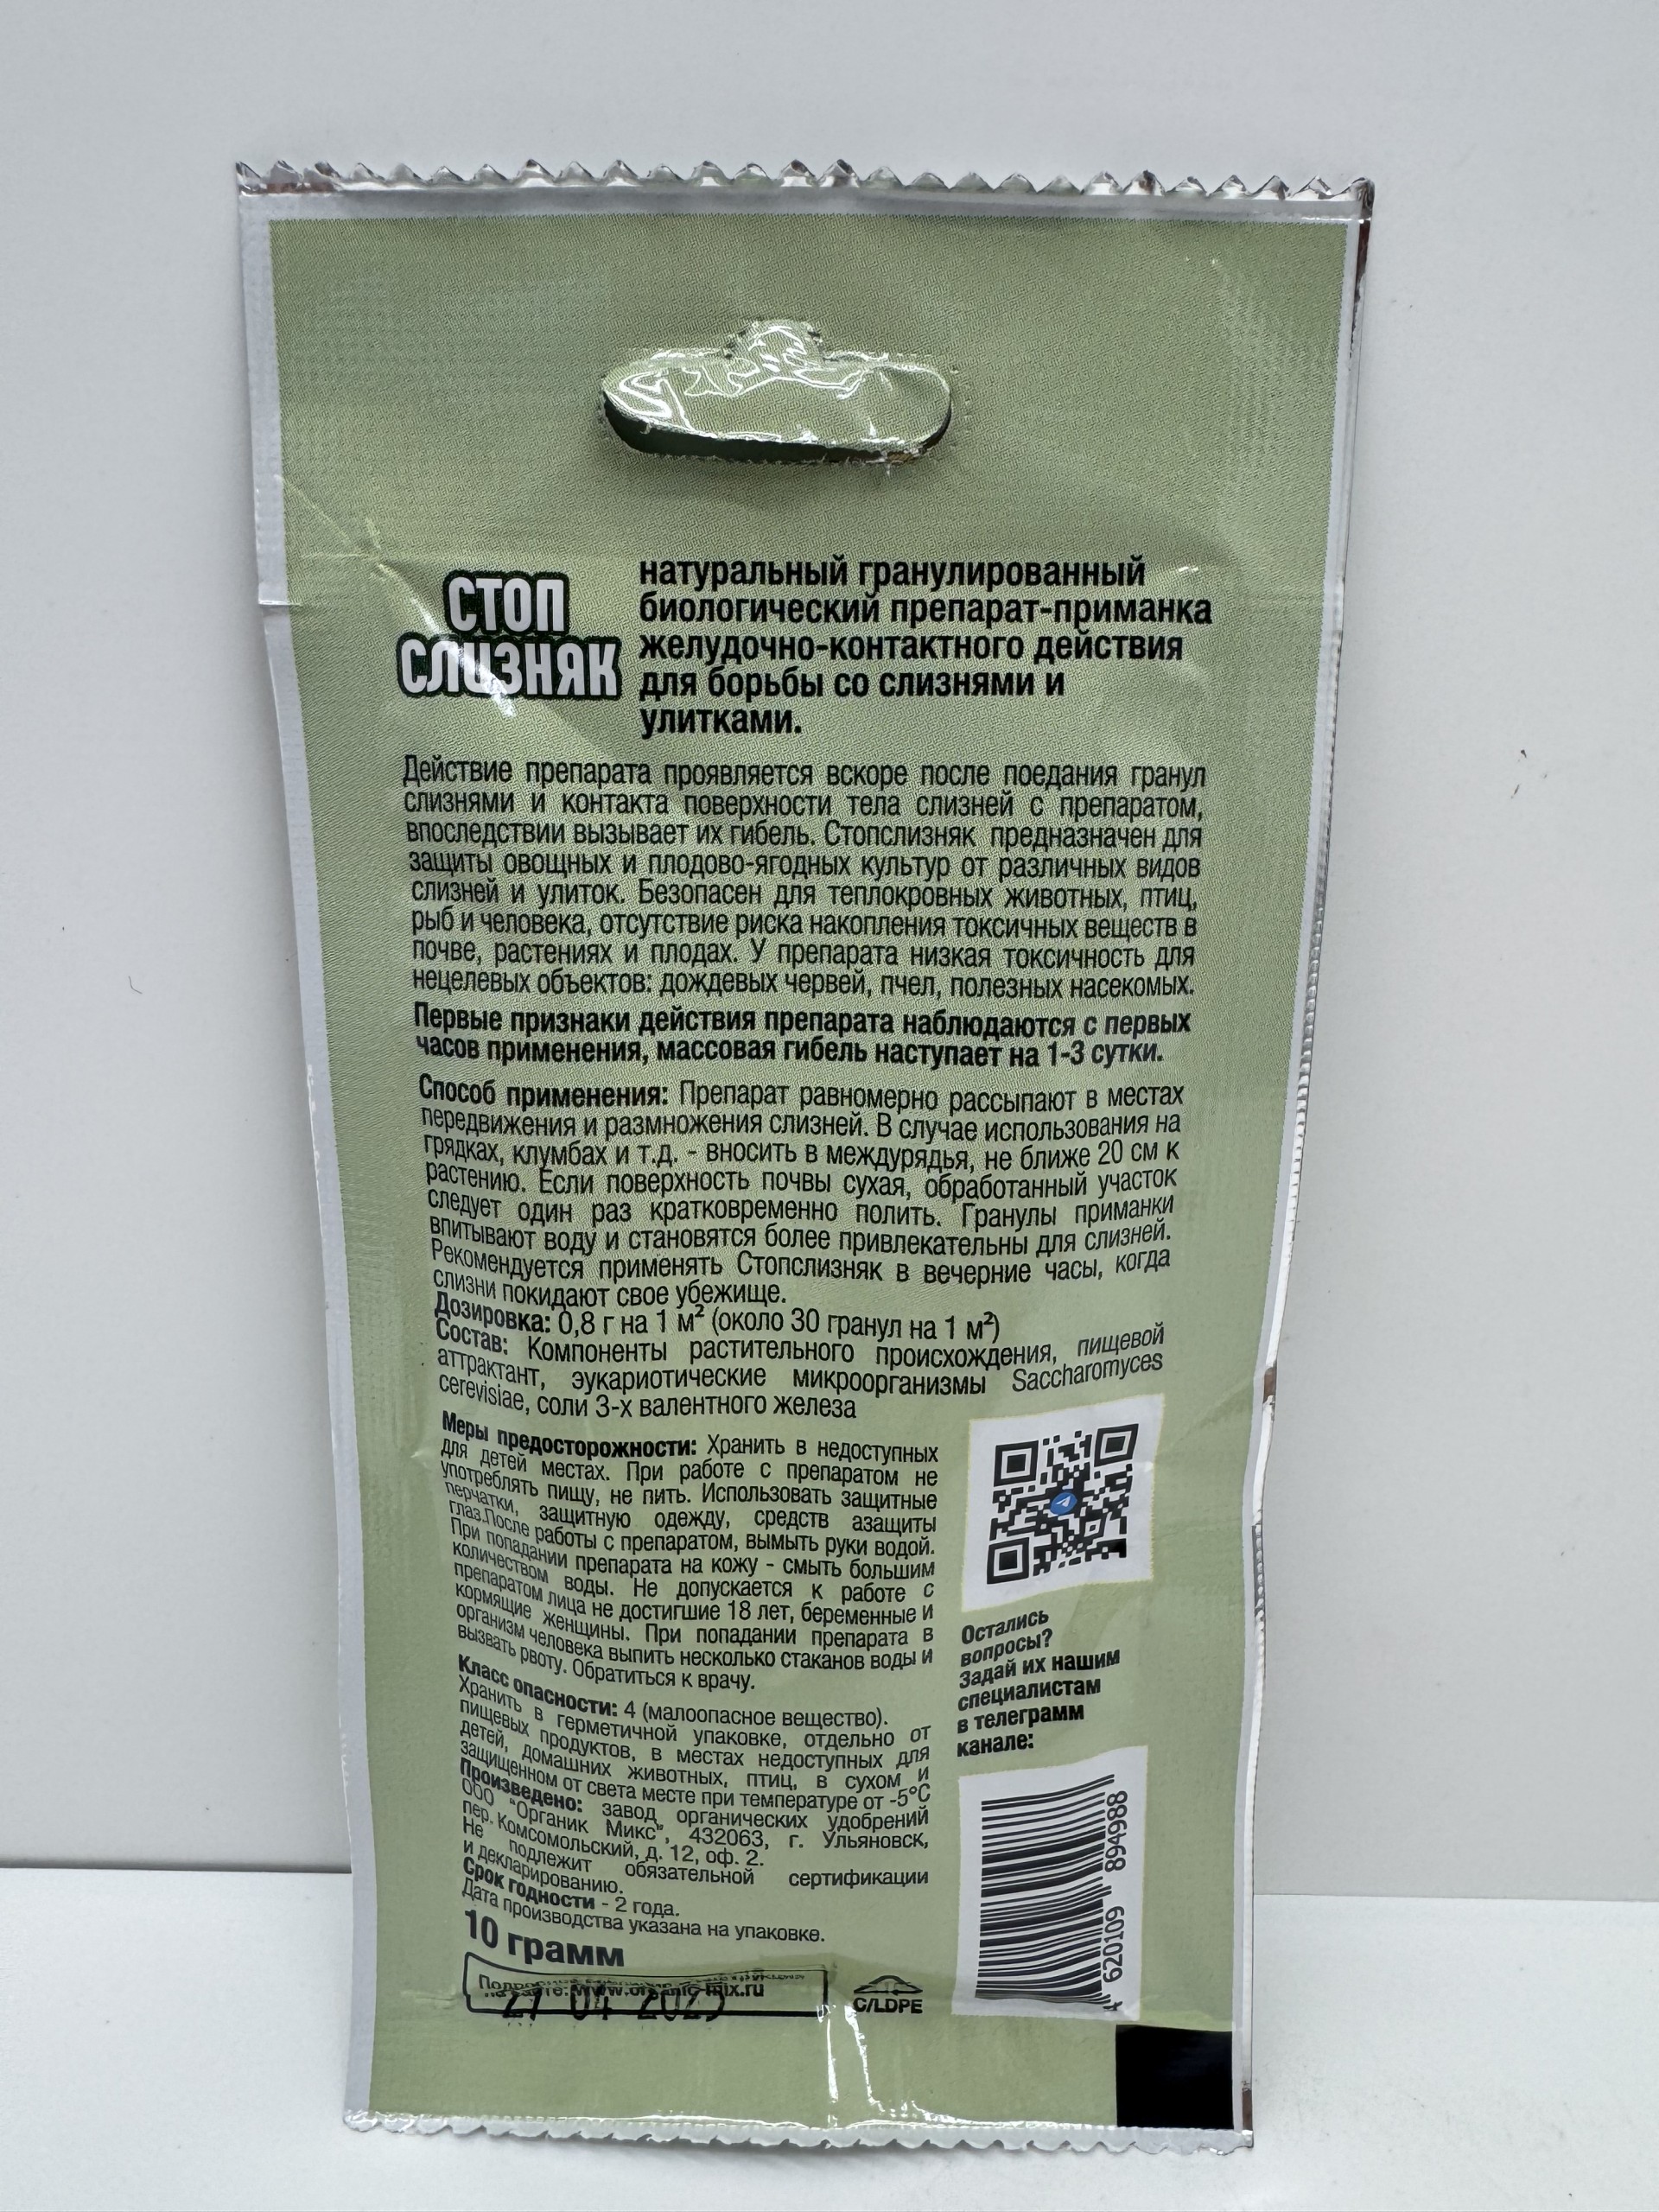 СТОП
СЛИЗНЯК
натуральный гранулированный
биологический препарат-приманка
желудочно-контактного действия
для борьбы со слизнями и
улитками.
Действие препарата проявляется вскоре после поедания гранул
слизнями и контакта поверхности тела слизней с препаратом,
впоследствии вызывает их гибель. Стопслизняк предназначен для
защиты овощных и плодово-ягодных культур от различных видов
слизней и улиток. Безопасен для теплокровных животных, птиц,
рыб и человека, отсутствие риска накопления токсичных веществ в
почве, растениях и плодах. У препарата низкая токсичность для
нецелевых объектов: дождевых червей, пчел, полезных насекомых.
Первые признаки действия препарата наблюдаются с первых
часов применения, массовая гибель наступает на 1-3 сутки.
Способ применения: Препарат равномерно рассыпают в местах
передвижения и размножения слизней. В случае использования на
грядках, клумбах и т.д. - вносить в междурядья, не ближе 20 см к
растению. Если поверхность почвы сухая, обработанный участок
следует один раз кратковременно полить. Гранулы приманки
впитывают воду и становятся более привлекательны для слизней.
Рекомендуется применять Стопслизняк в вечерние часы, когда
слизни покидают свое убежище.
Дозировка: 0,8 г на 1 м² (около 30 гранул на 1 м²)
Состав: Компоненты растительного происхождения, пищевой
аттрактант, эукариотические микроорганизмы Saccharomyces
cerevisiae, соли 3-х валентного железа
Меры предосторожности: Хранить в недоступных
для детей местах. При работе с препаратом не
употреблять пищу, не пить. Использовать защитные
перчатки, защитную одежду, средств азащиты
глаз.После работы с препаратом, вымыть руки водой.
При попадании препарата на кожу - смыть большим
количеством воды. Не допускается к работе с
препаратом лица не достигшие 18 лет, беременные и
кормящие женщины. При попадании препарата в
организм человека выпить несколько стаканов воды и
вызвать рвоту. Обратиться к врачу.
Класс опасности: 4 (малоопасное вещество).
Хранить в герметичной упаковке, отдельно от
пищевых продуктов, в местах недоступных для
детей, домашних животных, птиц, в сухом и
защищенном от света месте при температуре от -5°С
Произведено: завод органических удобрений
ООО "Органик Микс", 432063, г. Ульяновск,
пер. Комсомольский, д. 12, оф. 2.
Не подлежит обязательной сертификации
и декларированию.
Срок годности - 2 года.
Дата производства указана на упаковке.
10 грамм
www.organic-mix.ru
27 04 2025
C/LDPE
Остались
вопросы?
Задай их нашим
специалистам
в телеграмм
канале:
4 620109 894988